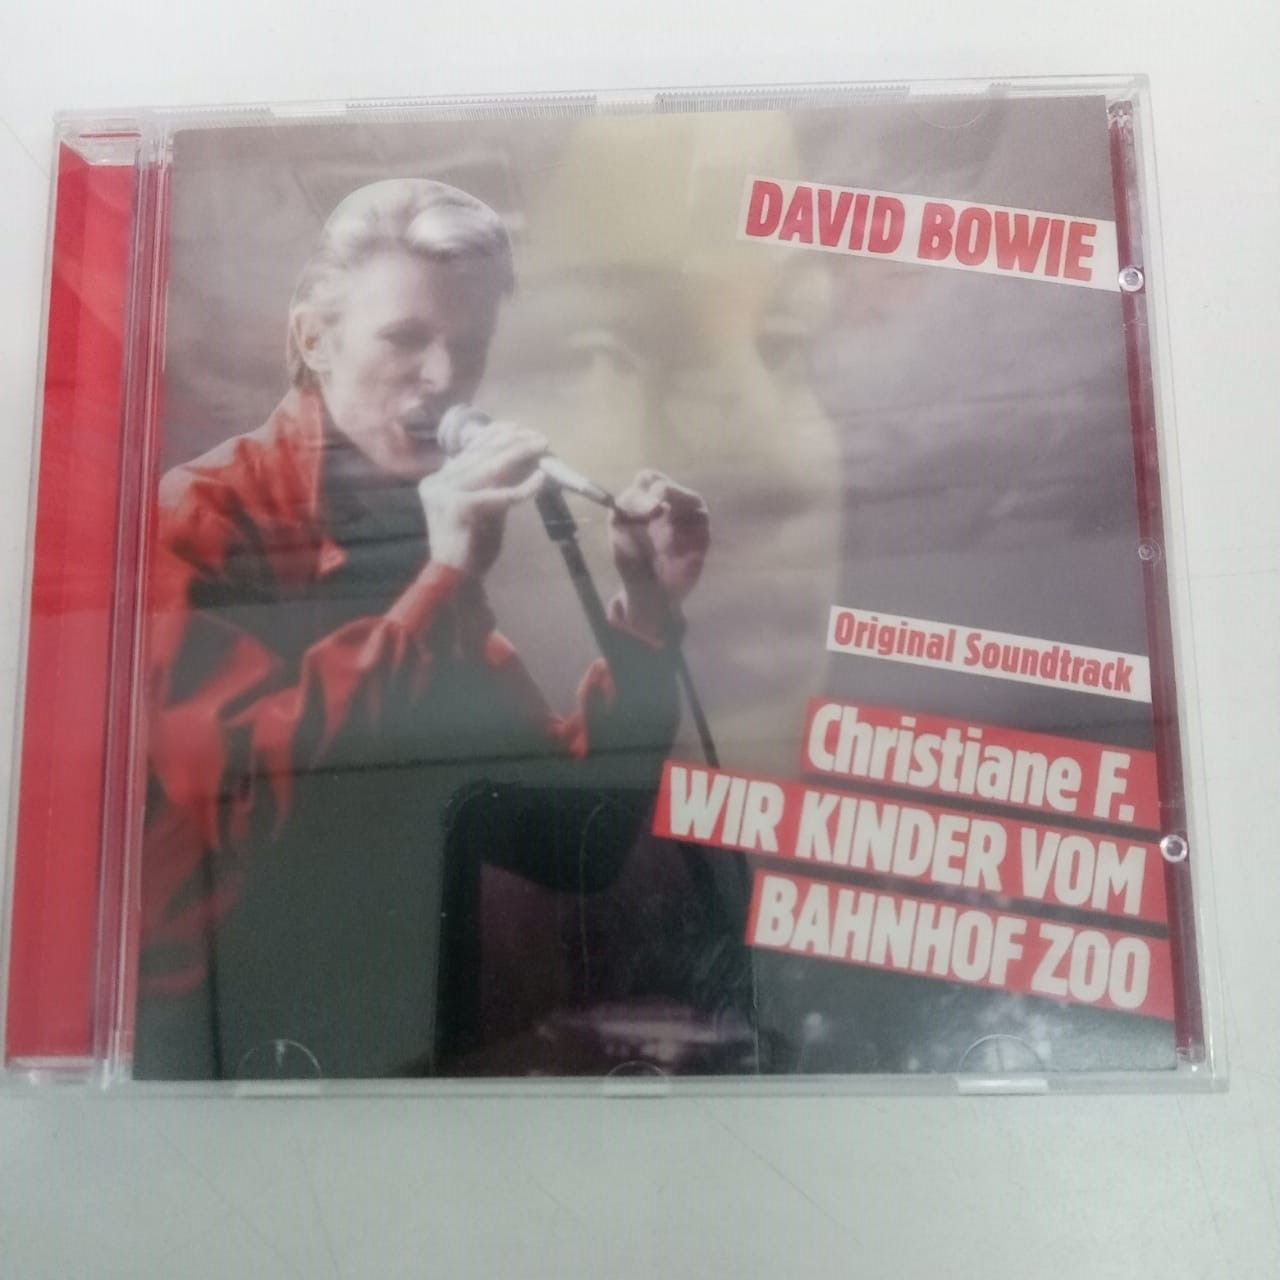 DAVID BOWIE
Original Soundtrack
Christiane F.
WIR KINDER VOM
BAHNHOF ZOO